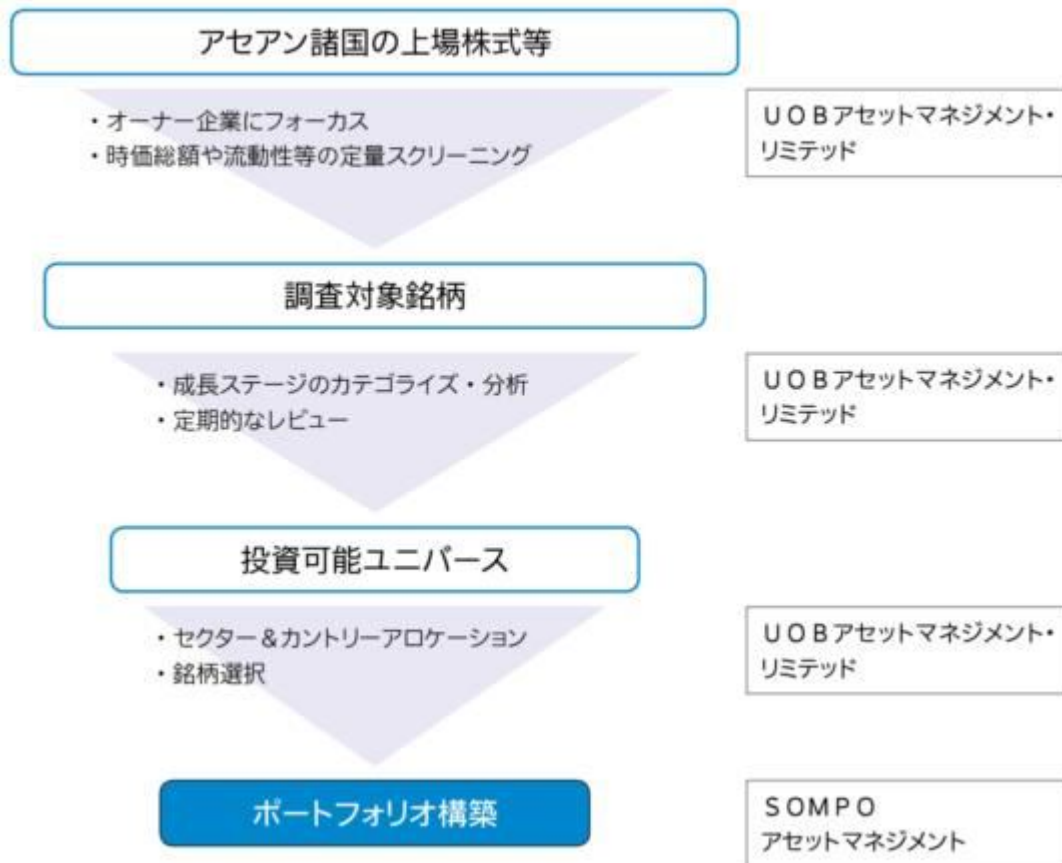 アセアン諸国の上場株式等
・オーナー企業にフォーカス
・時価総額や流動性等の定量スクリーニング
UOBアセットマネジメント・
リミテッド
調査対象銘柄
・成長ステージのカテゴライズ・分析
・定期的なレビュー
UOBアセットマネジメント・
リミテッド
投資可能ユニバース
・セクター&カントリーアロケーション
・銘柄選択
UOBアセットマネジメント・
リミテッド
ポートフォリオ構築
SOMPO
アセットマネジメント